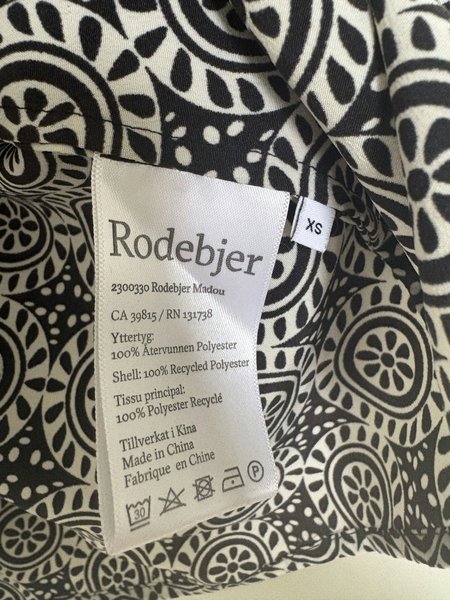 Rodebjer
XS
2300330 Rodebjer Madou
CA 39815 / RN 131738
Yttertyg:
100% Återvunnen Polyester
Shell: 100% Recycled Polyester
Tissu principal:
100% Polyester Recyclé
Tillverkat i Kina
Made in China
Fabrique en Chine
30 P